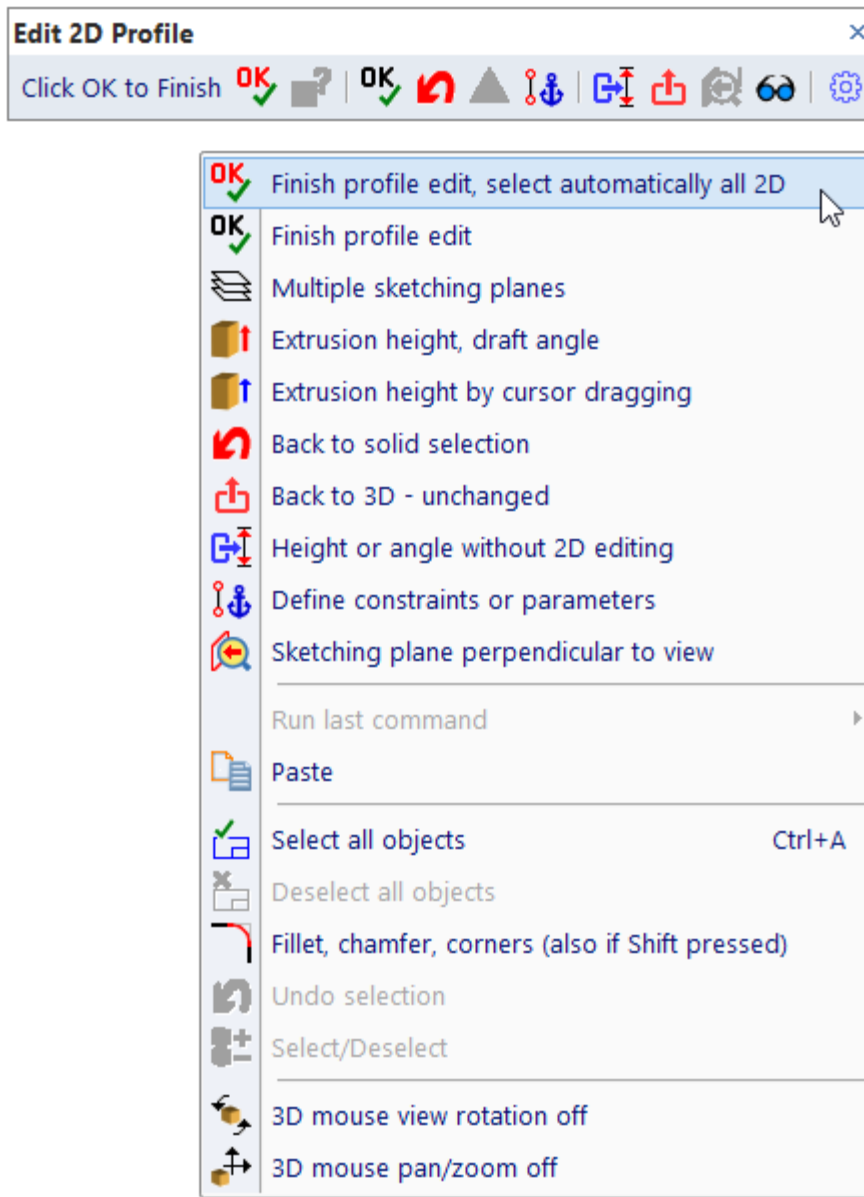 Edit 2D Profile
Click OK to Finish OK OK
OK Finish profile edit, select automatically all 2D
OK Finish profile edit
Multiple sketching planes
Extrusion height, draft angle
Extrusion height by cursor dragging
Back to solid selection
Back to 3D - unchanged
Height or angle without 2D editing
Define constraints or parameters
Sketching plane perpendicular to view
Run last command
Paste
Select all objects Ctrl+A
Deselect all objects
Fillet, chamfer, corners (also if Shift pressed)
Undo selection
Select/Deselect
3D mouse view rotation off
3D mouse pan/zoom off